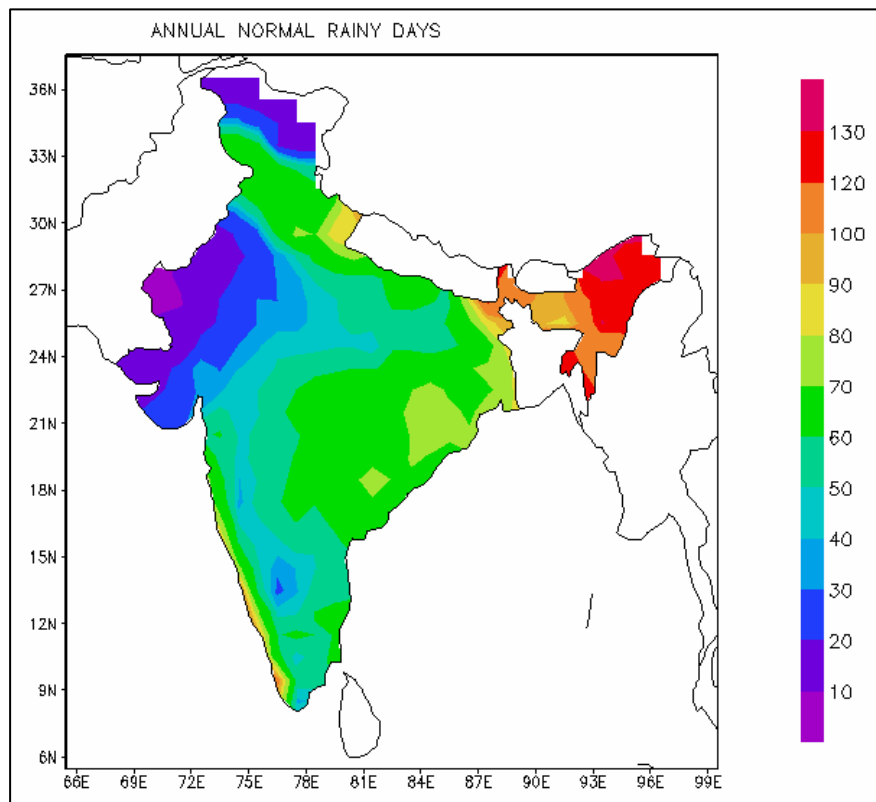 ANNUAL NORMAL RAINY DAYS
36N
33N
30N
27N
24N
21N
18N
15N
12N
9N
6N
66E 69E 72E 75E 78E 81E 84E 87E 90E 93E 96E 99E
130
120
100
90
80
70
60
50
40
30
20
10